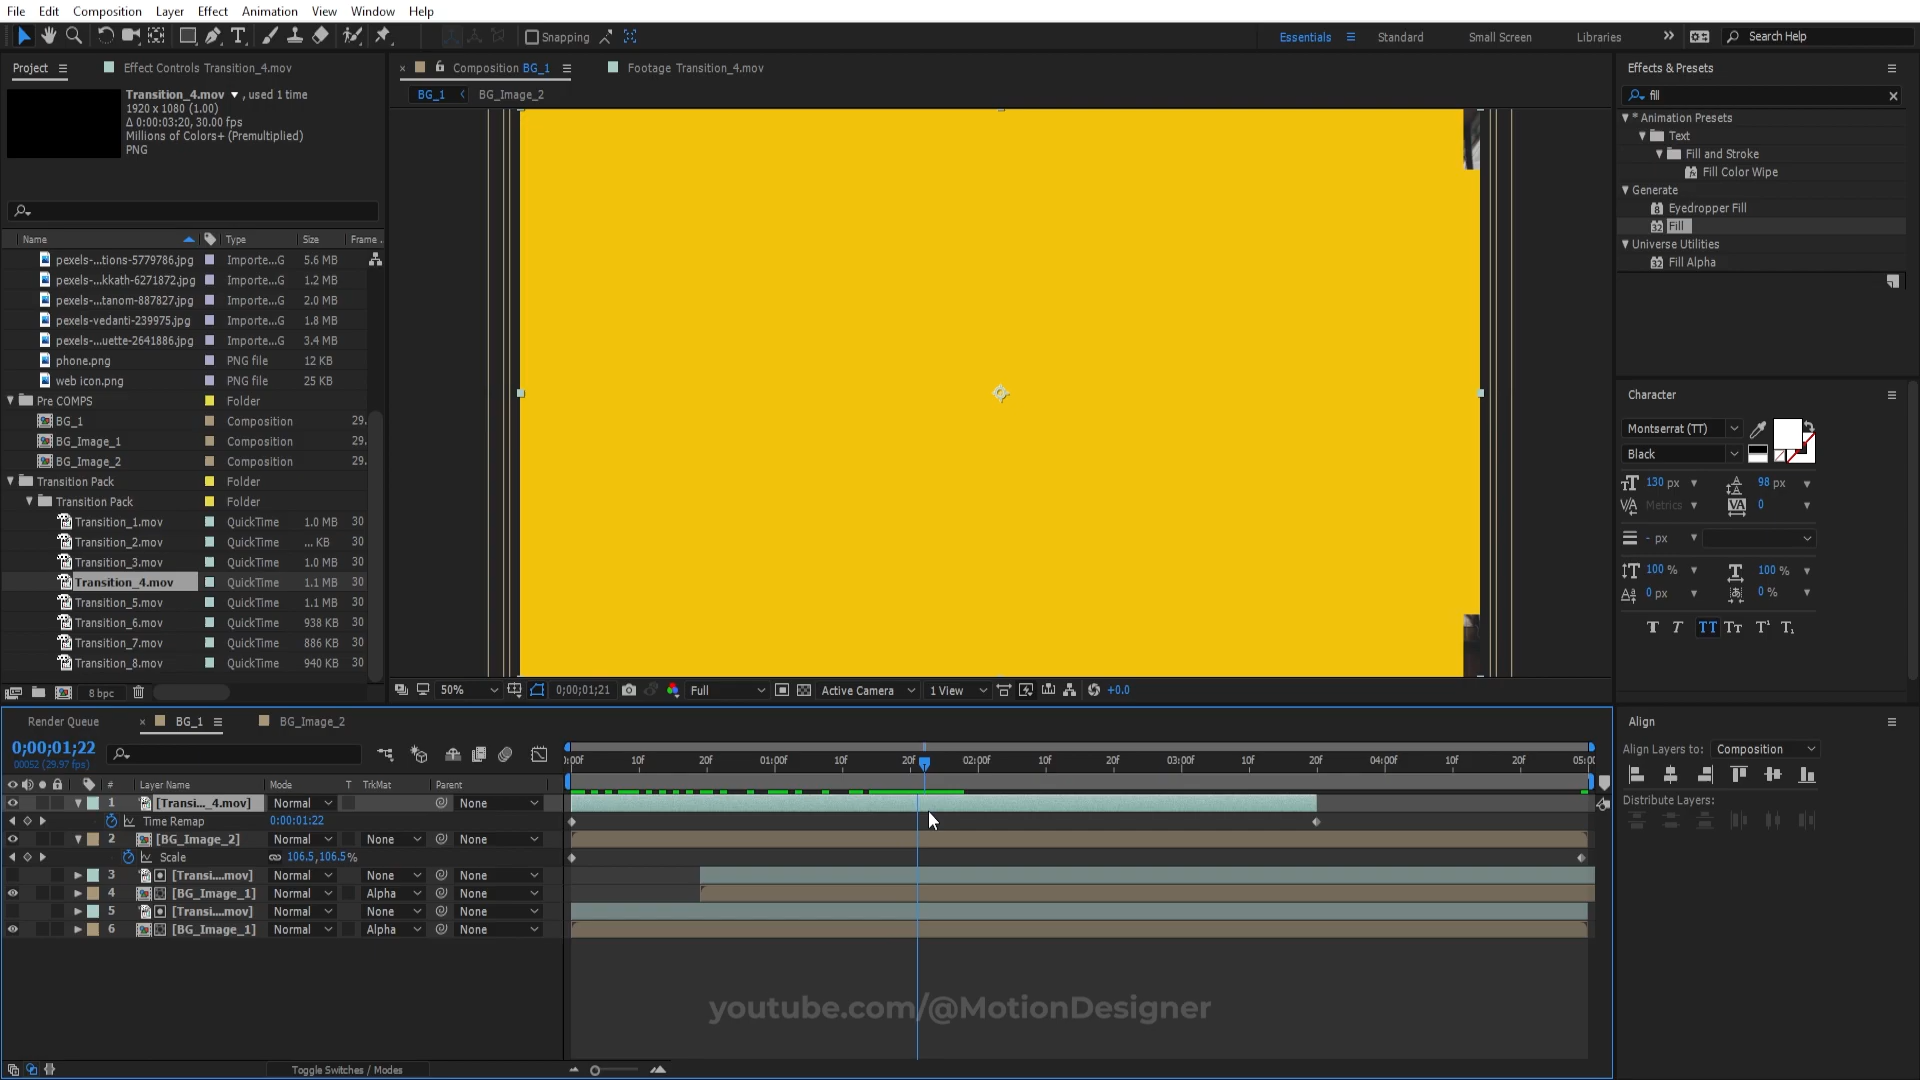 File Edit Composition Layer Effect Animation View Window Help
Snapping
Essentials Standard Small Screen Libraries Search Help
Project Effect Controls Transition_4.mov
Transition_4.mov , used 1 time
1920 x 1080 (1.00)
Δ 0:00:03:20, 30.00 fps
Millions of Colors+ (Premultiplied)
PNG
Composition BG_1 Footage Transition_4.mov
BG_1 BG_Image_2
Name Type Size Frame .
pexels-...tions-5779786.jpg Importe...G 5.6 MB
pexels-...kkath-6271872.jpg Importe...G 1.2 MB
pexels-...tanom-887827.jpg Importe...G 2.0 MB
pexels-vedanti-239975.jpg Importe...G 1.8 MB
pexels-...uette-2641886.jpg Importe...G 3.4 MB
phone.png PNG file 12 KB
web icon.png PNG file 25 KB
Pre COMPS Folder
BG_1 Composition 29.
BG_Image_1 Composition 29.
BG_Image_2 Composition 29.
Transition Pack Folder
Transition Pack Folder
Transition_1.mov QuickTime 1.0 MB 30
Transition_2.mov QuickTime ... KB 30
Transition_3.mov QuickTime 1.0 MB 30
Transition_4.mov QuickTime 1.1 MB 30
Transition_5.mov QuickTime 1.1 MB 30
Transition_6.mov QuickTime 938 KB 30
Transition_7.mov QuickTime 886 KB 30
Transition_8.mov QuickTime 940 KB 30
8 bpc
50% 0;00;01;21 Full Active Camera 1 View +0.0
Effects & Presets
fill
* Animation Presets
Text
Fill and Stroke
Fill Color Wipe
Generate
Eyedropper Fill
Fill
Universe Utilities
Fill Alpha
Character
Montserrat (TT)
Black
130 px 98 px
Metrics 0
- px
100 % 100 %
0 px 0 %
Render Queue BG_1 BG_Image_2
0;00;01;22
00052 (29.97 fps)
:00F 10f 20f 01:00F 10f 20f 02:00F 10f 20f 03:00F 10f 20f 04:00F 10f 20f 05:00
# Layer Name Mode T TrkMat Parent
1 [Transi..._4.mov] Normal None
Time Remap 0:00:01:22
2 [BG_Image_2] Normal None None
Scale 106.5,106.5%
3 [Transi....mov] Normal None None
4 [BG_Image_1] Normal Alpha None
5 [Transi....mov] Normal None None
6 [BG_Image_1] Normal Alpha None
Toggle Switches / Modes
youtube.com/@MotionDesigner
Align
Align Layers to: Composition
Distribute Layers: